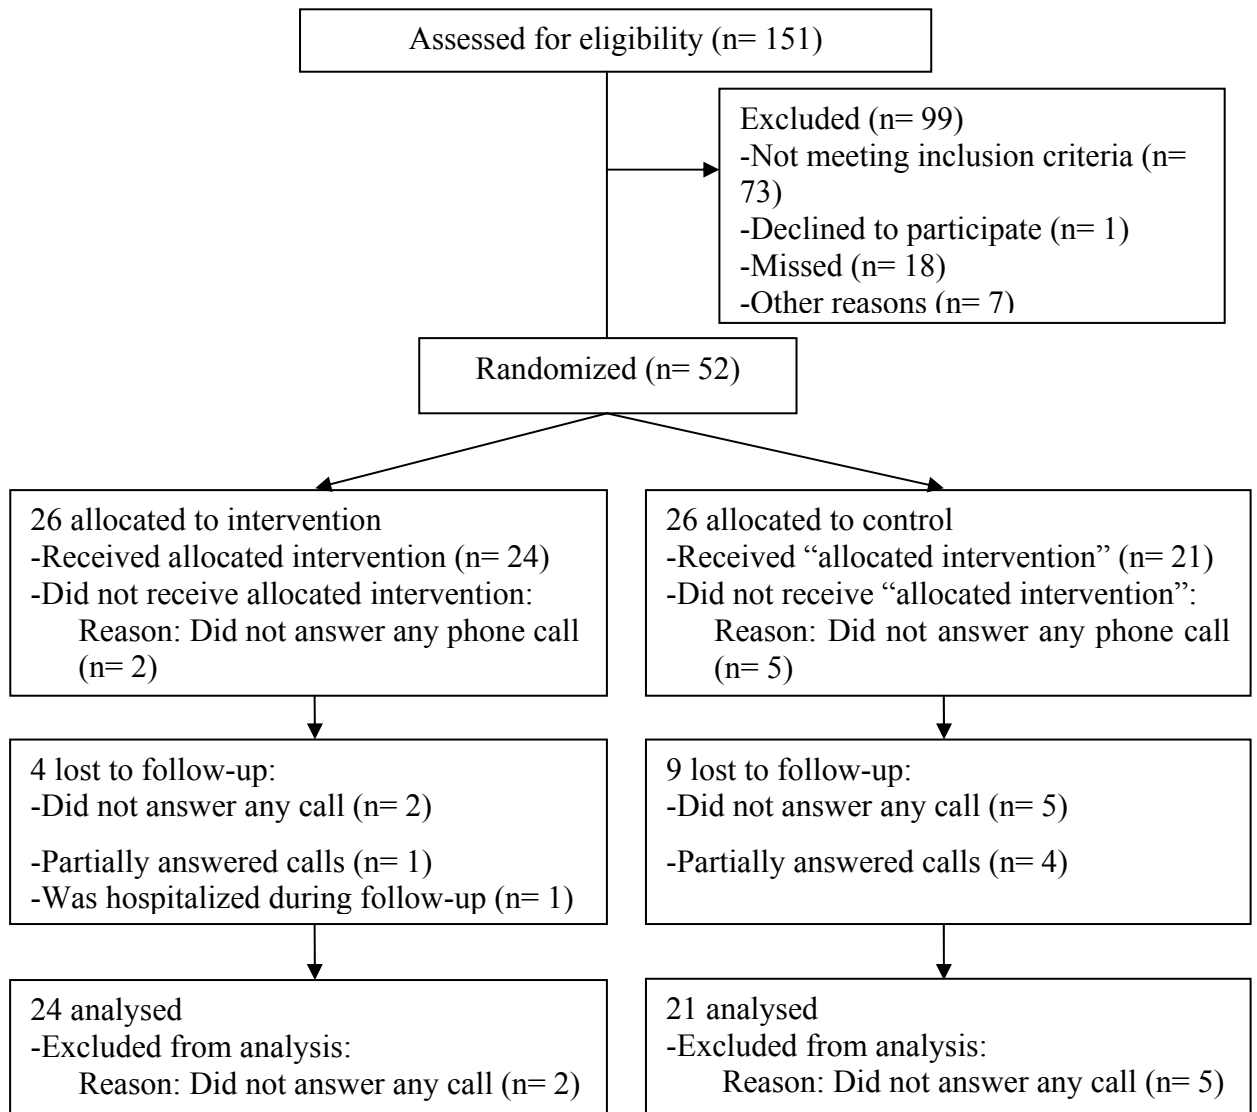 Assessed for eligibility (n= 151)
Excluded (n= 99)
-Not meeting inclusion criteria (n=
73)
-Declined to participate (n= 1)
-Missed (n= 18)
-Other reasons (n= 7)
Randomized (n= 52)
26 allocated to intervention
-Received allocated intervention (n= 24)
-Did not receive allocated intervention:
Reason: Did not answer any phone call
(n= 2)
26 allocated to control
-Received “allocated intervention” (n= 21)
-Did not receive “allocated intervention”:
Reason: Did not answer any phone call
(n= 5)
4 lost to follow-up:
-Did not answer any call (n= 2)
-Partially answered calls (n= 1)
-Was hospitalized during follow-up (n= 1)
9 lost to follow-up:
-Did not answer any call (n= 5)
-Partially answered calls (n= 4)
24 analysed
-Excluded from analysis:
Reason: Did not answer any call (n= 2)
21 analysed
-Excluded from analysis:
Reason: Did not answer any call (n= 5)